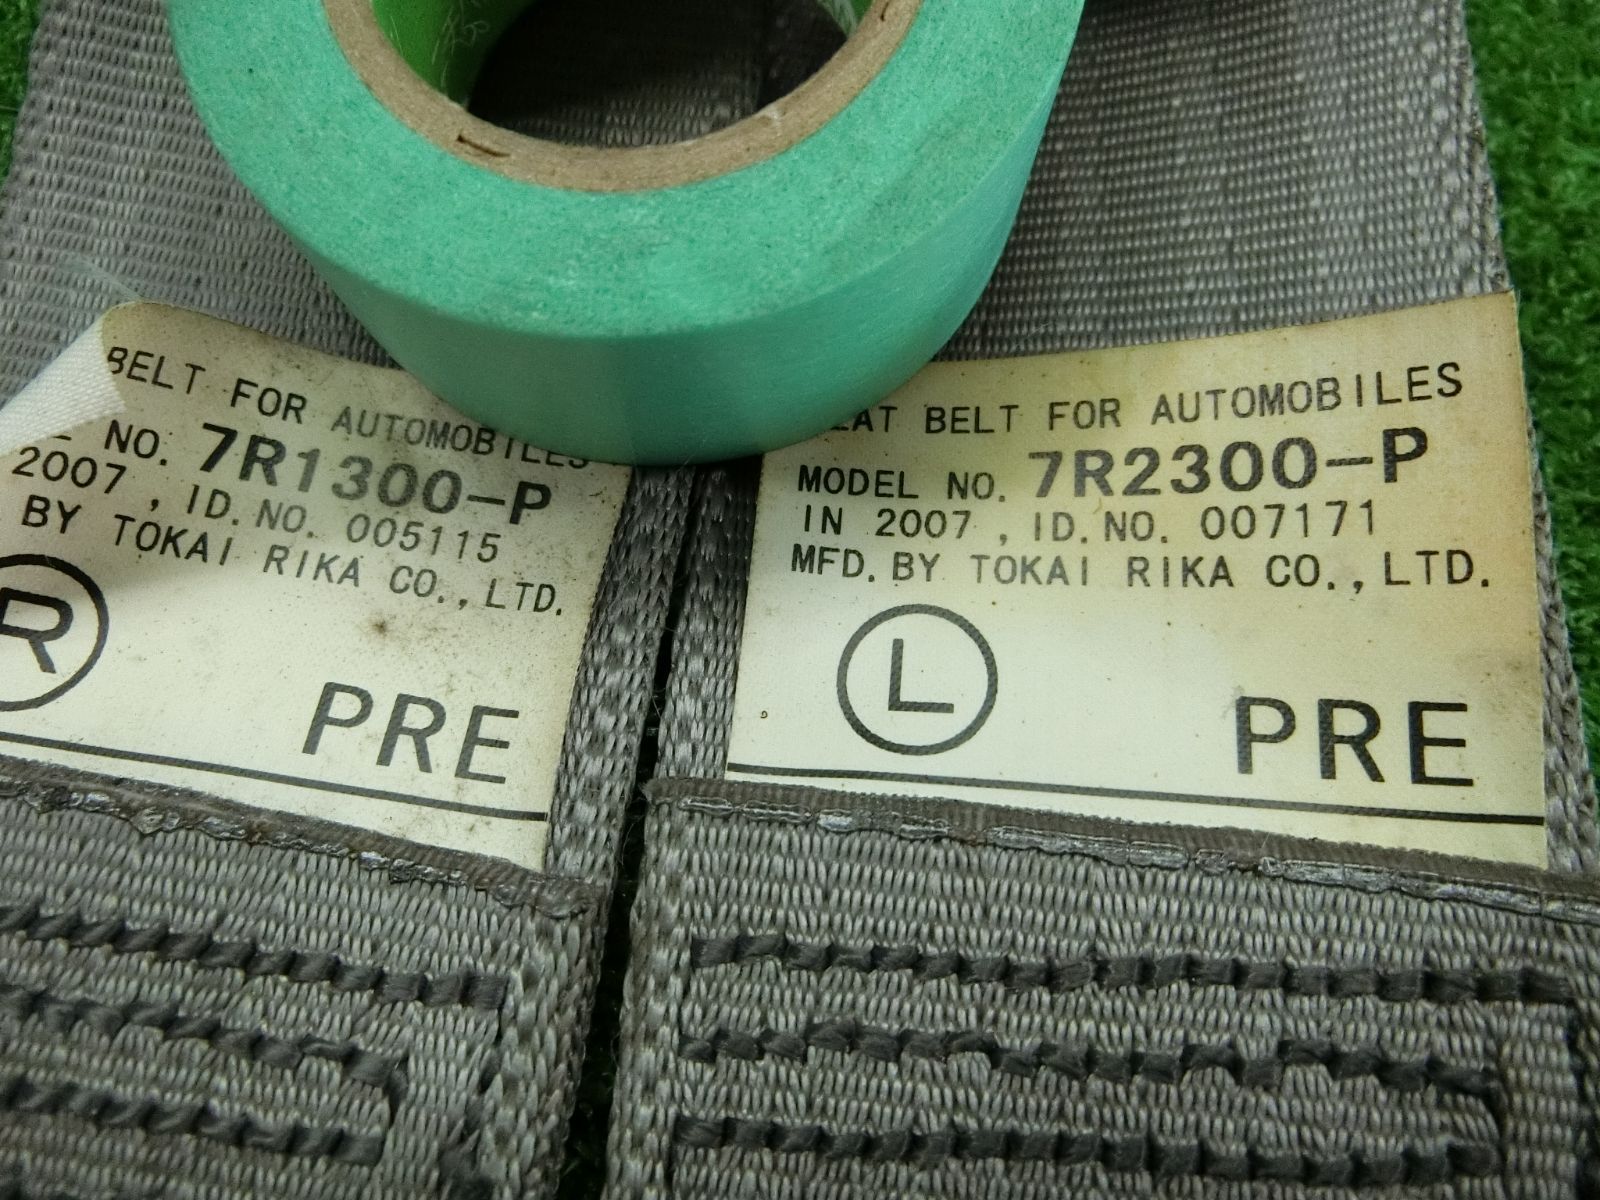 BELT FOR AUTOMOBILES
NO. 7R1300-P
2007, ID. NO. 005115
BY TOKAI RIKA CO., LTD.
R
PRE
BELT FOR AUTOMOBILES
MODEL NO. 7R2300-P
IN 2007, ID. NO. 007171
MFD. BY TOKAI RIKA CO., LTD.
L
PRE